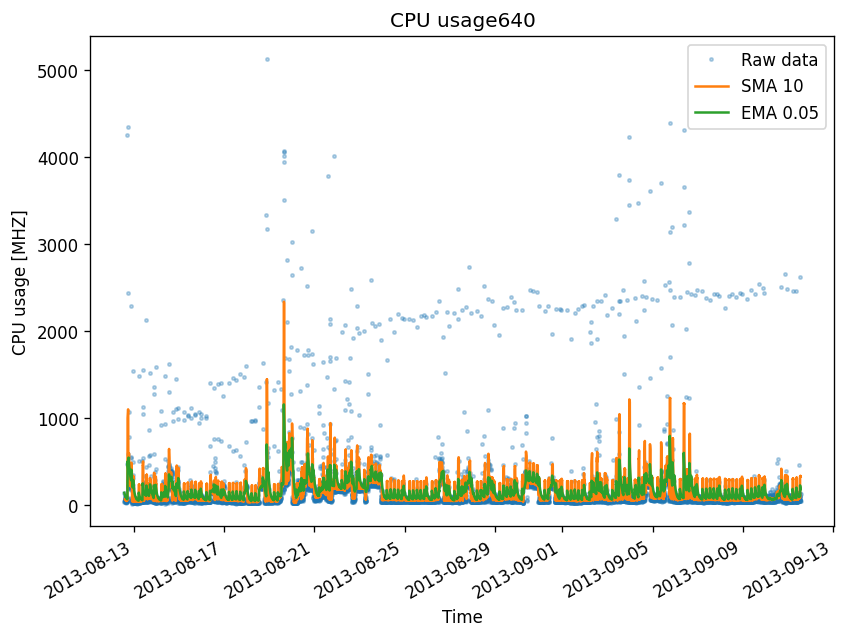 CPU usage640
Raw data
SMA 10
EMA 0.05
CPU usage [MHZ]
5000
4000
3000
2000
1000
0
2013-08-13
2013-08-17
2013-08-21
2013-08-25
2013-08-29
2013-09-01
2013-09-05
2013-09-09
2013-09-13
Time